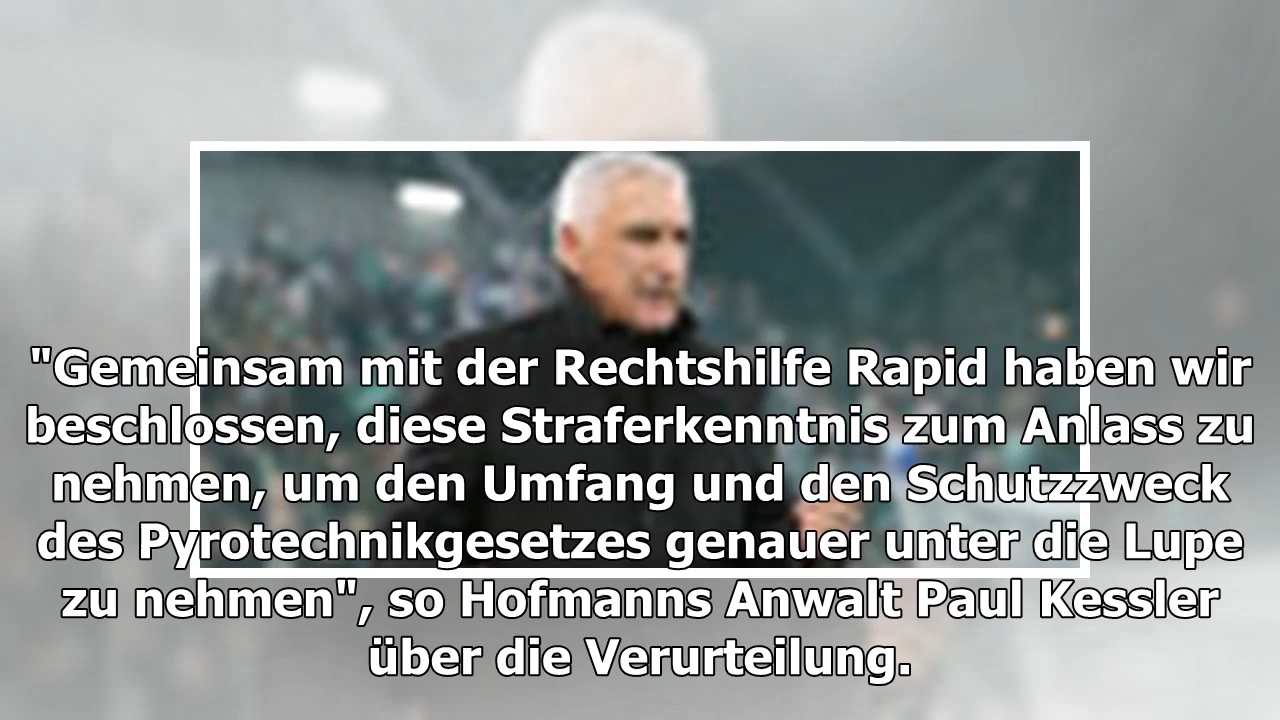 "Gemeinsam mit der Rechtshilfe Rapid haben wir
beschlossen, diese Straferkenntnis zum Anlass zu
nehmen, um den Umfang und den Schutzzweck
des Pyrotechnikgesetzes genauer unter die Lupe
zu nehmen", so Hofmanns Anwalt Paul Kessler
über die Verurteilung.